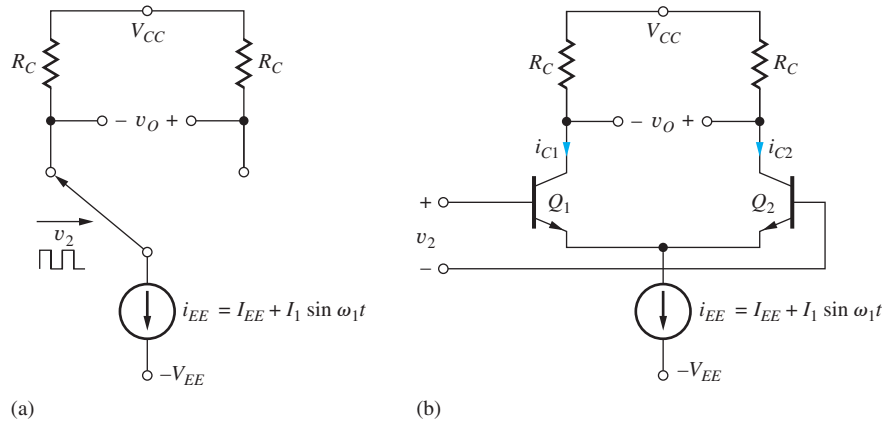 V_CC
R_C
R_C
− v_O +
v_2
i_EE = I_EE + I_1 sin ω_1t
−V_EE
(a)
V_CC
R_C
R_C
− v_O +
i_C1
i_C2
+
Q_1
Q_2
v_2
−
i_EE = I_EE + I_1 sin ω_1t
−V_EE
(b)